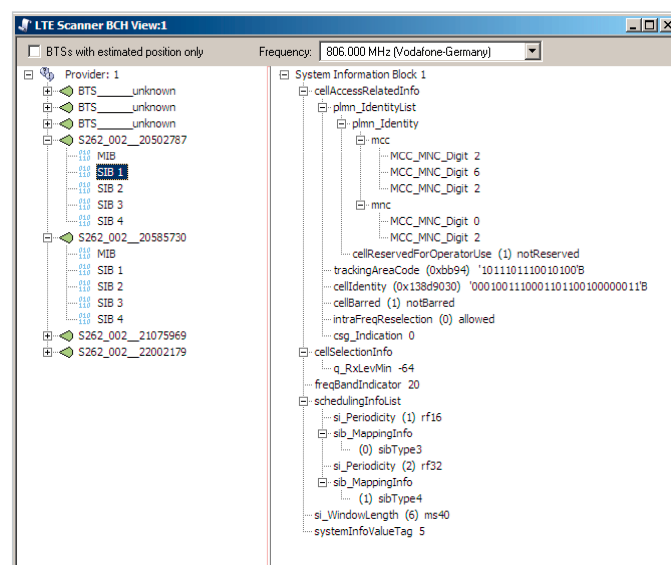 LTE Scanner BCH View:1
BTSs with estimated position only
Frequency: 806.000 MHz (Vodafone-Germany)
Provider: 1
BTS______unknown
BTS______unknown
BTS______unknown
S262_002__20502787
MIB
SIB 1
SIB 2
SIB 3
SIB 4
S262_002__20585730
MIB
SIB 1
SIB 2
SIB 3
SIB 4
S262_002__21075969
S262_002__22002179
System Information Block 1
cellAccessRelatedInfo
plmn_IdentityList
plmn_Identity
mcc
MCC_MNC_Digit 2
MCC_MNC_Digit 6
MCC_MNC_Digit 2
mnc
MCC_MNC_Digit 0
MCC_MNC_Digit 2
cellReservedForOperatorUse (1) notReserved
trackingAreaCode (0xbb94) '1011101110010100'B
cellIdentity (0x138d9030) '0001001110001101100100000011'B
cellBarred (1) notBarred
intraFreqReselection (0) allowed
csg_Indication 0
cellSelectionInfo
q_RxLevMin -64
freqBandIndicator 20
schedulingInfoList
si_Periodicity (1) rf16
sib_MappingInfo
(0) sibType3
si_Periodicity (2) rf32
sib_MappingInfo
(1) sibType4
si_WindowLength (6) ms40
systemInfoValueTag 5